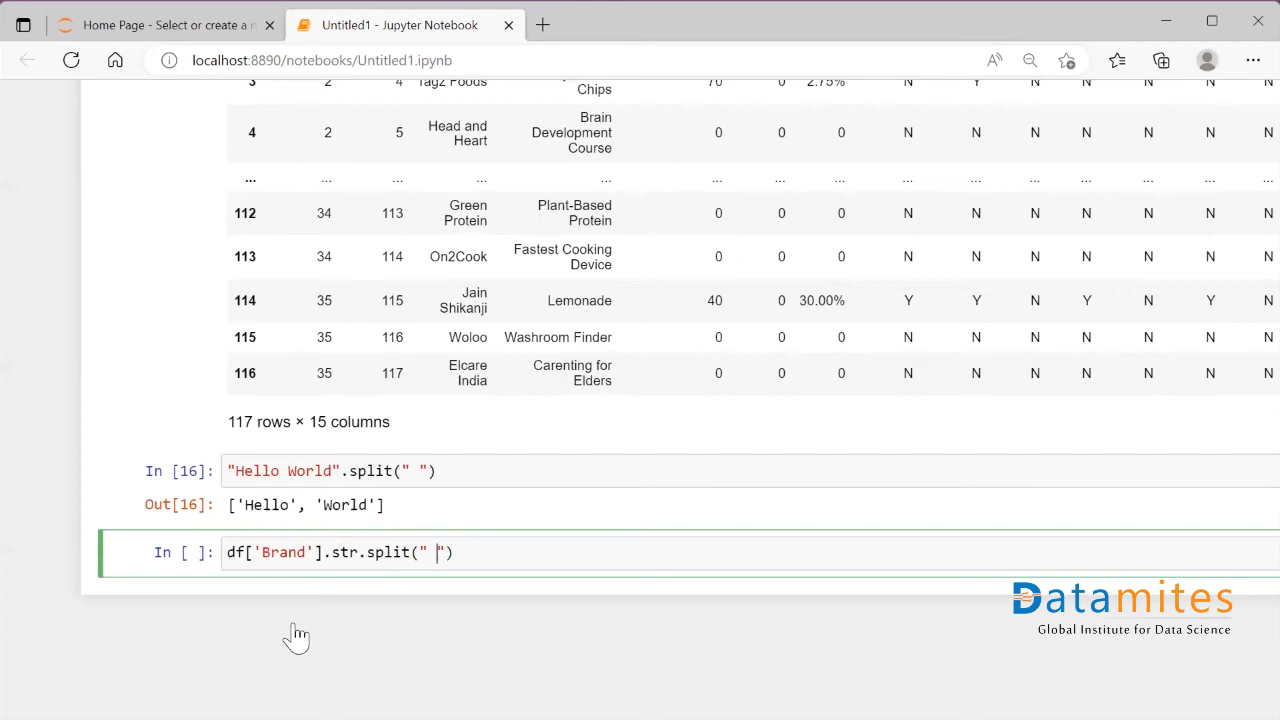 Home Page - Select or create a n
Untitled1 - Jupyter Notebook
localhost:8890/notebooks/Untitled1.ipynb
3 2 4 TagZ Foods Chips 70 0 2.75% N Y N N N N
4 2 5 Head and Heart Brain Development Course 0 0 0 N N N N N N N
... ... ... ... ... ... ... ... ... ... ... ... ... ... ...
112 34 113 Green Protein Plant-Based Protein 0 0 0 N N N N N N N
113 34 114 On2Cook Fastest Cooking Device 0 0 0 N N N N N N N
114 35 115 Jain Shikanji Lemonade 40 0 30.00% Y Y N Y N Y N
115 35 116 Woloo Washroom Finder 0 0 0 N N N N N N N
116 35 117 Elcare India Carenting for Elders 0 0 0 N N N N N N N
117 rows × 15 columns
In [16]: "Hello World".split(" ")
Out[16]: ['Hello', 'World']
In [ ]: df['Brand'].str.split(" ")
Datamites
Global Institute for Data Science